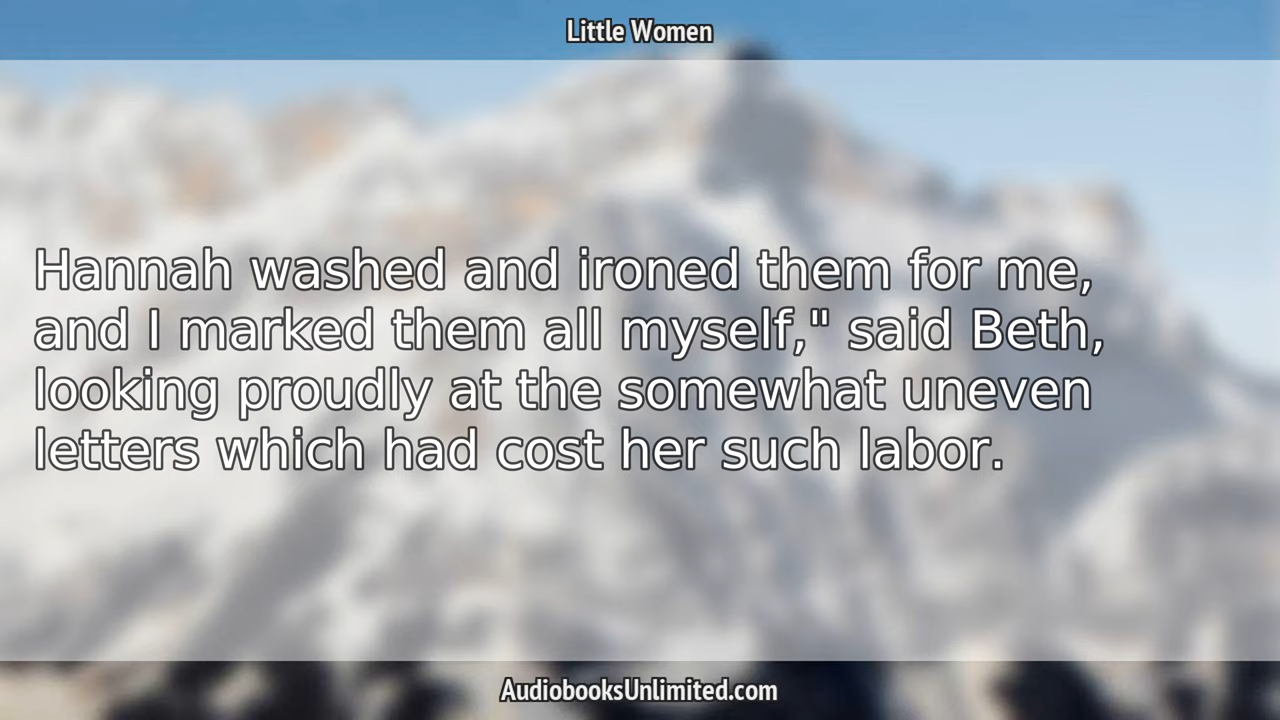 Little Women
Hannah washed and ironed them for me,
and I marked them all myself," said Beth,
looking proudly at the somewhat uneven
letters which had cost her such labor.
AudiobooksUnlimited.com